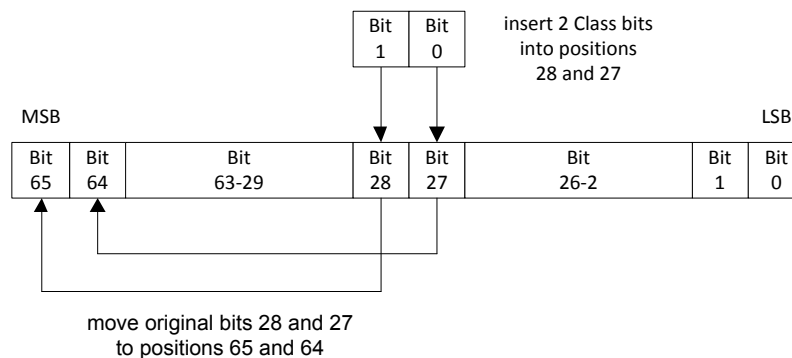 Bit Bit
1 0
insert 2 Class bits
into positions
28 and 27
MSB LSB
Bit Bit Bit Bit Bit Bit Bit Bit
65 64 63-29 28 27 26-2 1 0
move original bits 28 and 27
to positions 65 and 64